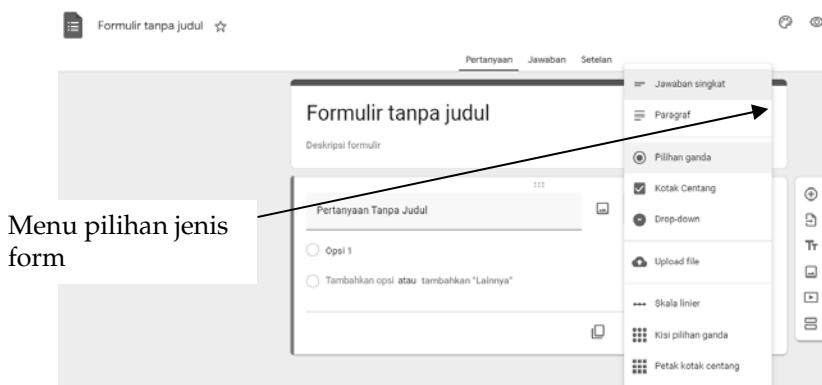 Formulir tanpa judul
Pertanyaan Jawaban Setelan
Formulir tanpa judul
Deskripsi formulir
Pertanyaan Tanpa Judul
Opsi 1
Tambahkan opsi atau tambahkan "Lainnya"
Jawaban singkat
Paragraf
Pilihan ganda
Kotak Centang
Drop-down
Upload file
Skala linier
Kisi pilihan ganda
Petak kotak centang
Tт
Menu pilihan jenis
form